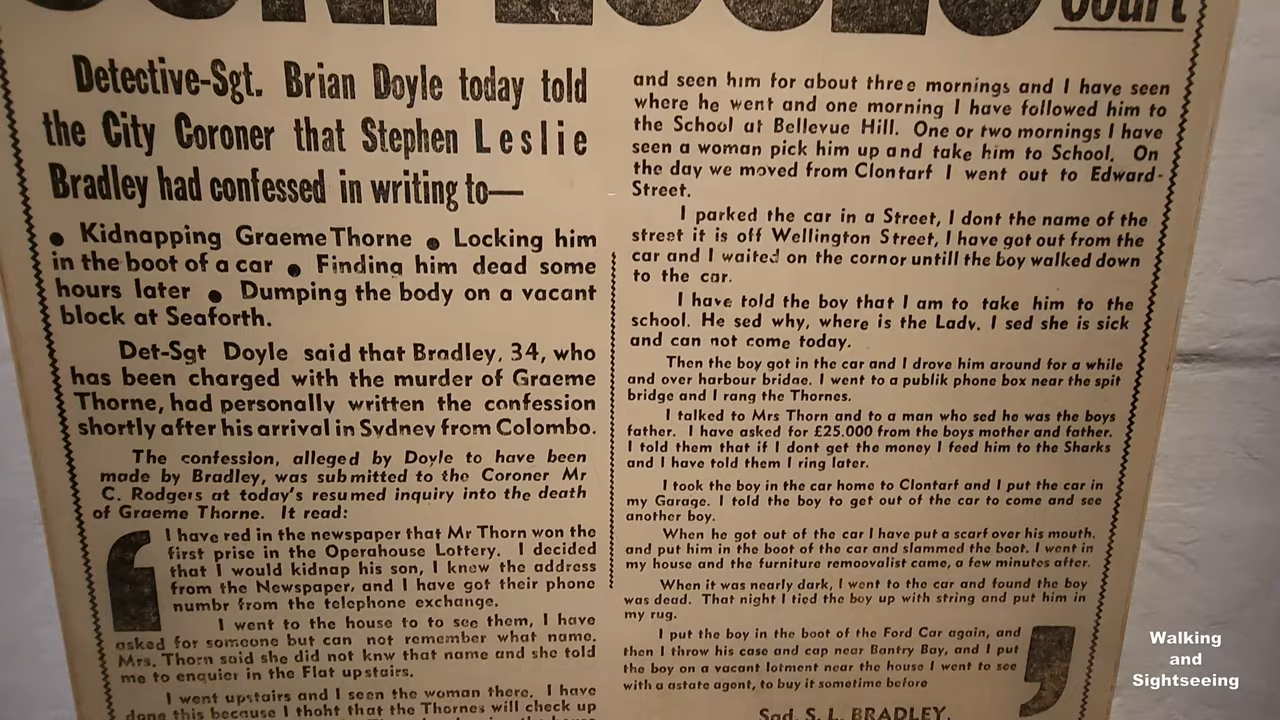 Court
Detective-Sgt. Brian Doyle today told
the City Coroner that Stephen Leslie
Bradley had confessed in writing to—
● Kidnapping Graeme Thorne ● Locking him
in the boot of a car ● Finding him dead some
hours later ● Dumping the body on a vacant
block at Seaforth.
Det-Sgt Doyle said that Bradley, 34, who
has been charged with the murder of Graeme
Thorne, had personally written the confession
shortly after his arrival in Sydney from Colombo.
The confession, alleged by Doyle to have been
made by Bradley, was submitted to the Coroner Mr
C. Rodgers at today's resumed inquiry into the death
of Graeme Thorne. It read:
‘ I have red in the newspaper that Mr Thorn won the
first prise in the Operahouse Lottery. I decided
that I would kidnap his son, I knew the address
from the Newspaper, and I have got their phone
numbr from the telephone exchange.
I went to the house to to see them, I have
asked for someone but can not remember what name.
Mrs. Thorn said she did not knw that name and she told
me to enquier in the Flat upstairs.
I went upstairs and I seen the woman there. I have
done this because I thoht that the Thornes will check up
and seen him for about three mornings and I have seen
where he went and one morning I have followed him to
the School at Bellevue Hill. One or two mornings I have
seen a woman pick him up and take him to School. On
the day we moved from Clontarf I went out to Edward-
Street.
I parked the car in a Street, I dont the name of the
street it is off Wellington Street, I have got out from the
car and I waited on the cornor untill the boy walked down
to the car.
I have told the boy that I am to take him to the
school. He sed why, where is the Lady. I sed she is sick
and can not come today.
Then the boy got in the car and I drove him around for a while
and over harbour bridge. I went to a publik phone box near the spit
bridge and I rang the Thornes.
I talked to Mrs Thorn and to a man who sed he was the boys
father. I have asked for £25.000 from the boys mother and father.
I told them that if I dont get the money I feed him to the Sharks
and I have told them I ring later.
I took the boy in the car home to Clontarf and I put the car in
my Garage. I told the boy to get out of the car to come and see
another boy.
When he got out of the car I have put a scarf over his mouth.
and put him in the boot of the car and slammed the boot. I went in
my house and the furniture remoovalist came, a few minutes after.
When it was nearly dark, I went to the car and found the boy
was dead. That night I tied the boy up with string and put him in
my rug.
I put the boy in the boot of the Ford Car again, and
then I throw his case and cap near Bantry Bay, and I put
the boy on a vacant lotment near the house I went to see
with a astate agent, to buy it sometime before ’
Sgd. S. L. BRADLEY.
Walking
and
Sightseeing